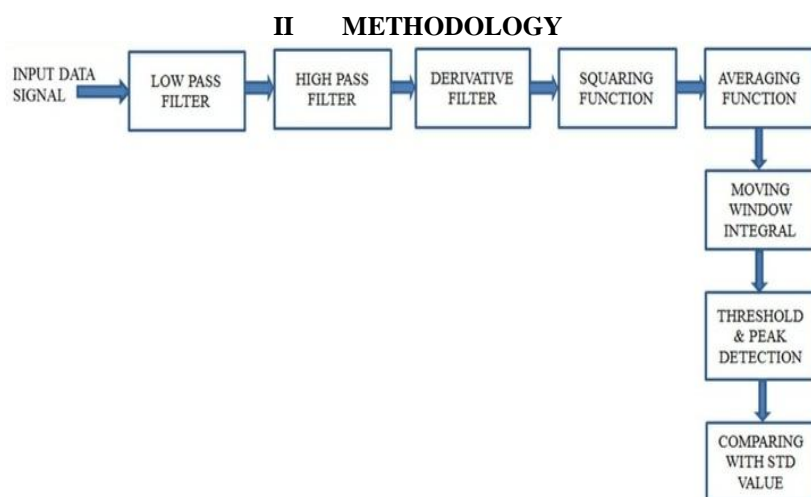 II METHODOLOGY
INPUT DATA
SIGNAL
LOW PASS
FILTER
HIGH PASS
FILTER
DERIVATIVE
FILTER
SQUARING
FUNCTION
AVERAGING
FUNCTION
MOVING
WINDOW
INTEGRAL
THRESHOLD
& PEAK
DETECTION
COMPARING
WITH STD
VALUE